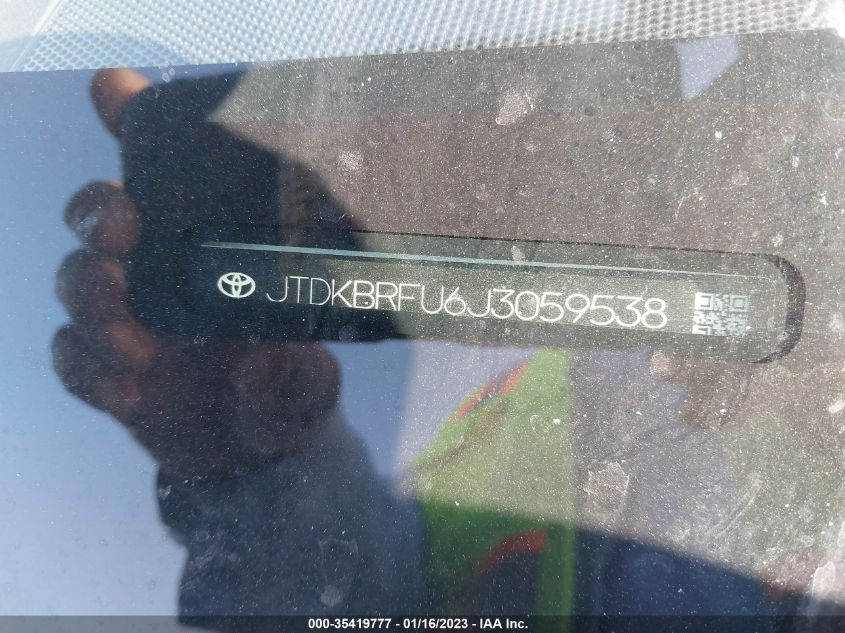 JTDKBRFU6J3059538
000-35419777 - 01/16/2023 - IAA Inc.